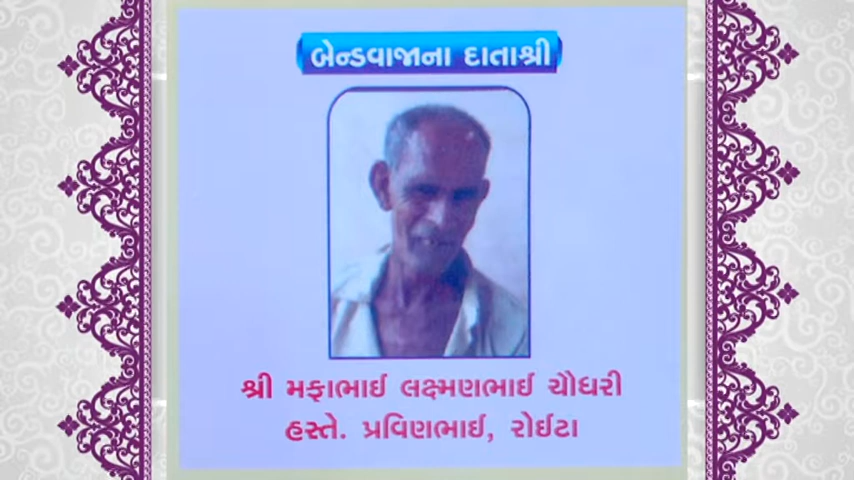 બેન્ડવાજાના દાતાશ્રી
શ્રી મફાભાઈ લક્ષ્મણભાઈ ચૌધરી
હસ્તે. પ્રવિણભાઈ, રોઈટા